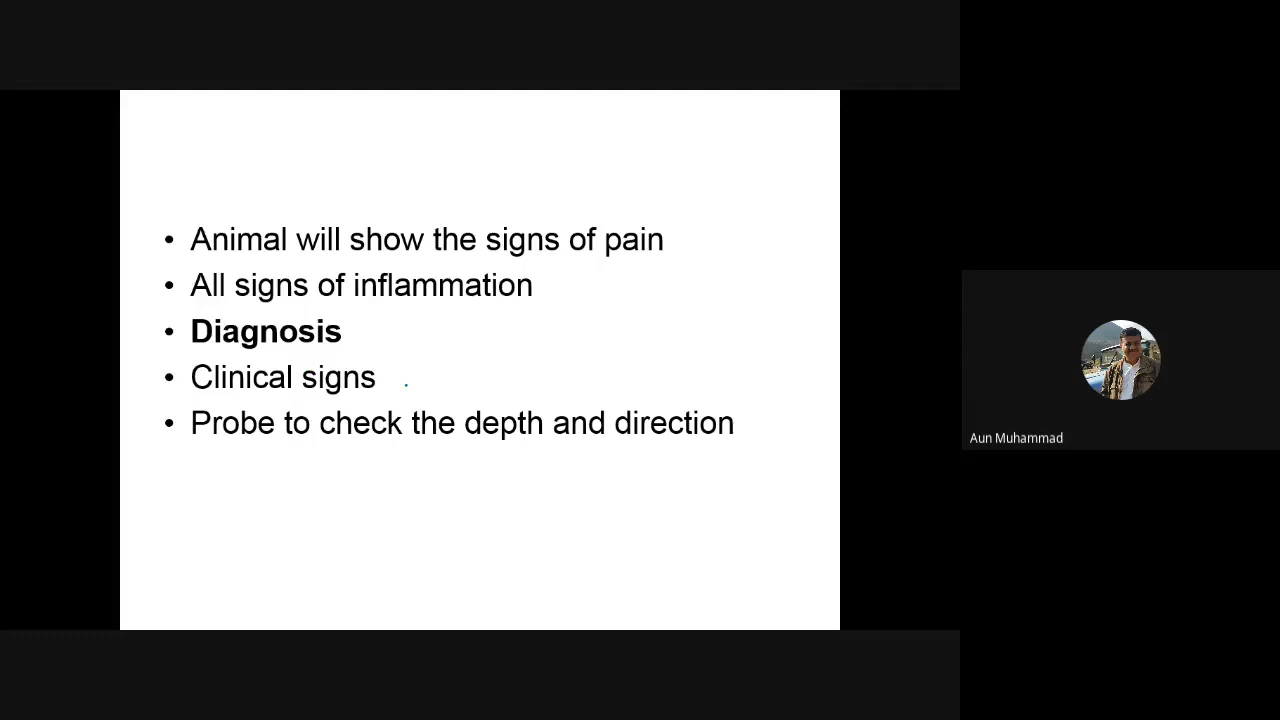 • Animal will show the signs of pain
• All signs of inflammation
• Diagnosis
• Clinical signs
• Probe to check the depth and direction
Aun Muhammad